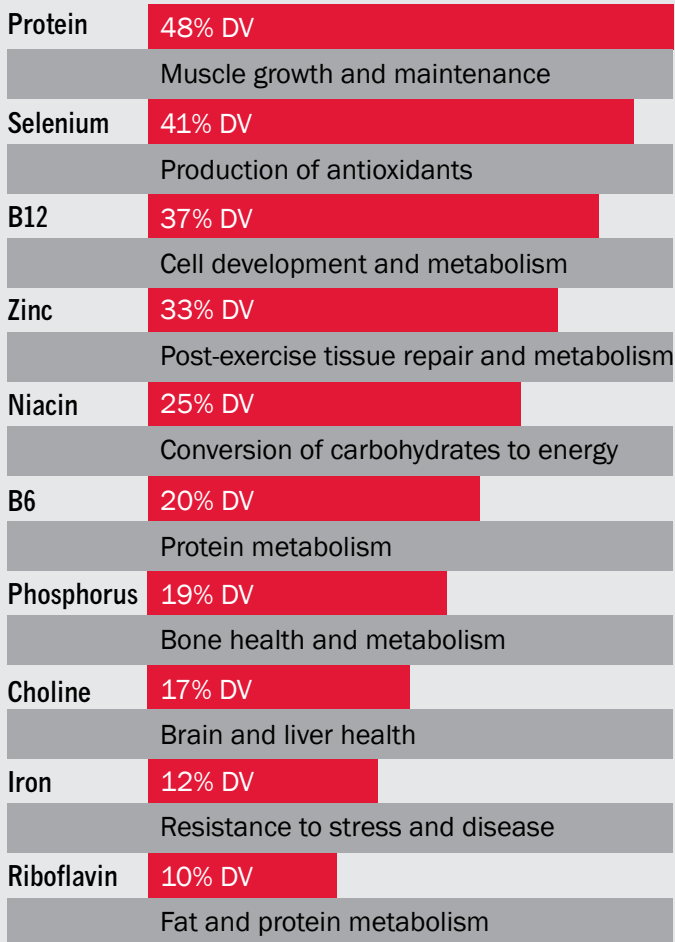 Protein 48% DV
Muscle growth and maintenance
Selenium 41% DV
Production of antioxidants
B12 37% DV
Cell development and metabolism
Zinc 33% DV
Post-exercise tissue repair and metabolism
Niacin 25% DV
Conversion of carbohydrates to energy
B6 20% DV
Protein metabolism
Phosphorus 19% DV
Bone health and metabolism
Choline 17% DV
Brain and liver health
Iron 12% DV
Resistance to stress and disease
Riboflavin 10% DV
Fat and protein metabolism